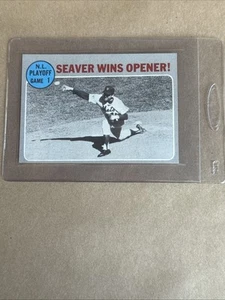 N.L.
PLAYOFF
GAME 1
SEAVER WINS OPENER!